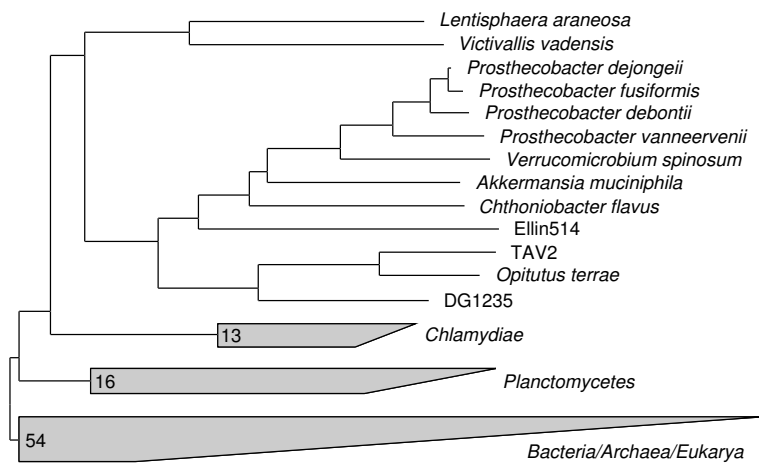 Lentisphaera araneosa
Victivallis vadensis
Prosthecobacter dejongeii
Prosthecobacter fusiformis
Prosthecobacter debontii
Prosthecobacter vanneervenii
Verrucomicrobium spinosum
Akkermansia muciniphila
Chthoniobacter flavus
Ellin514
TAV2
Opitutus terrae
DG1235
13 Chlamydiae
16 Planctomycetes
54 Bacteria/Archaea/Eukarya